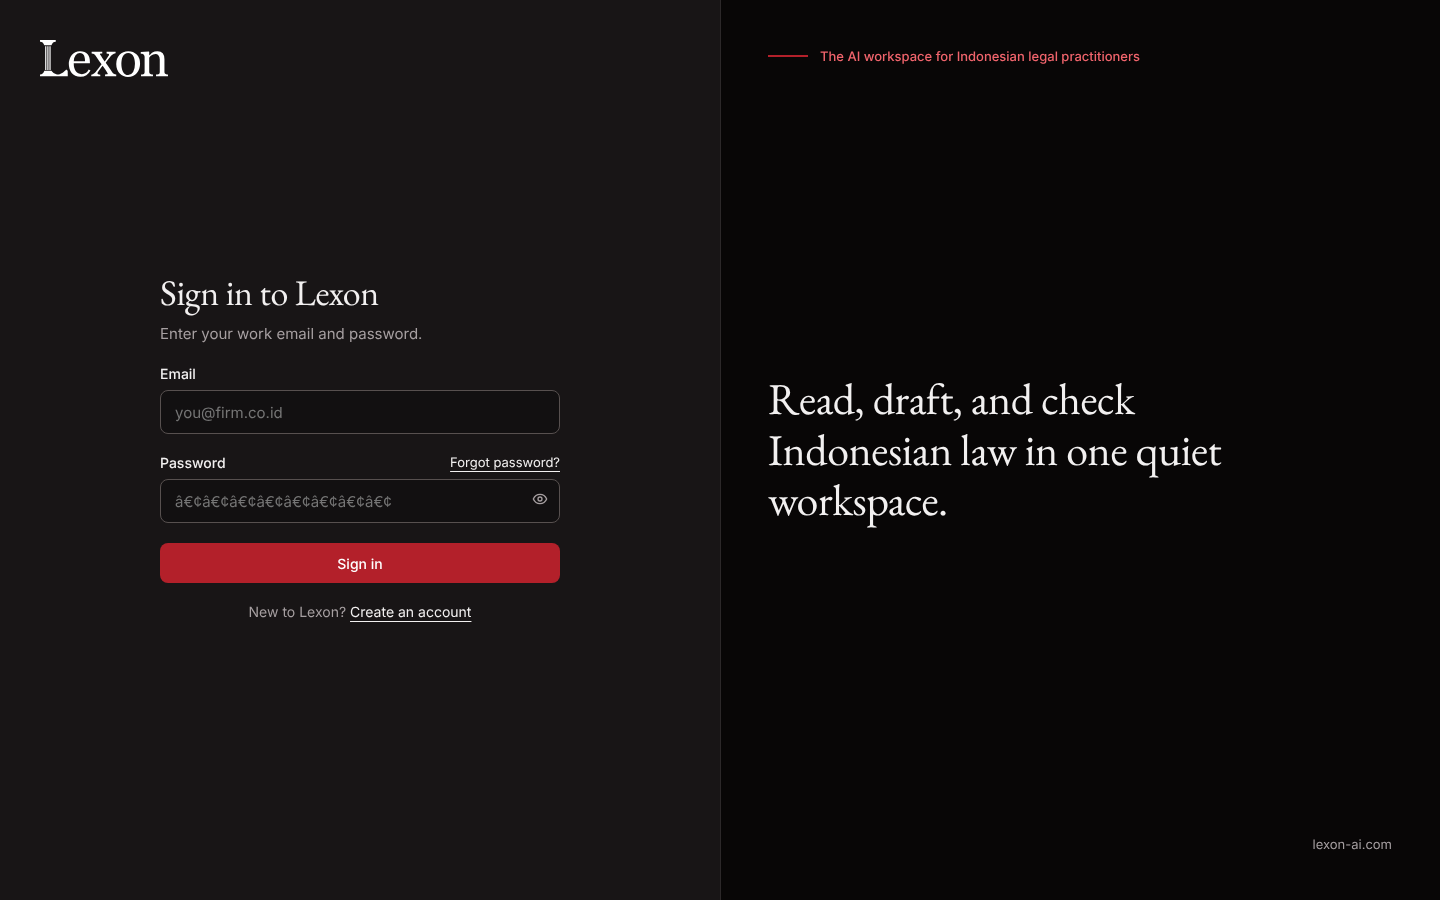 Lexon
Sign in to Lexon
Enter your work email and password.
Email
you@firm.co.id
Password
Forgot password?
â€¢â€¢â€¢â€¢â€¢â€¢â€¢â€¢
Sign in
New to Lexon? Create an account
The AI workspace for Indonesian legal practitioners
Read, draft, and check
Indonesian law in one quiet
workspace.
lexon-ai.com